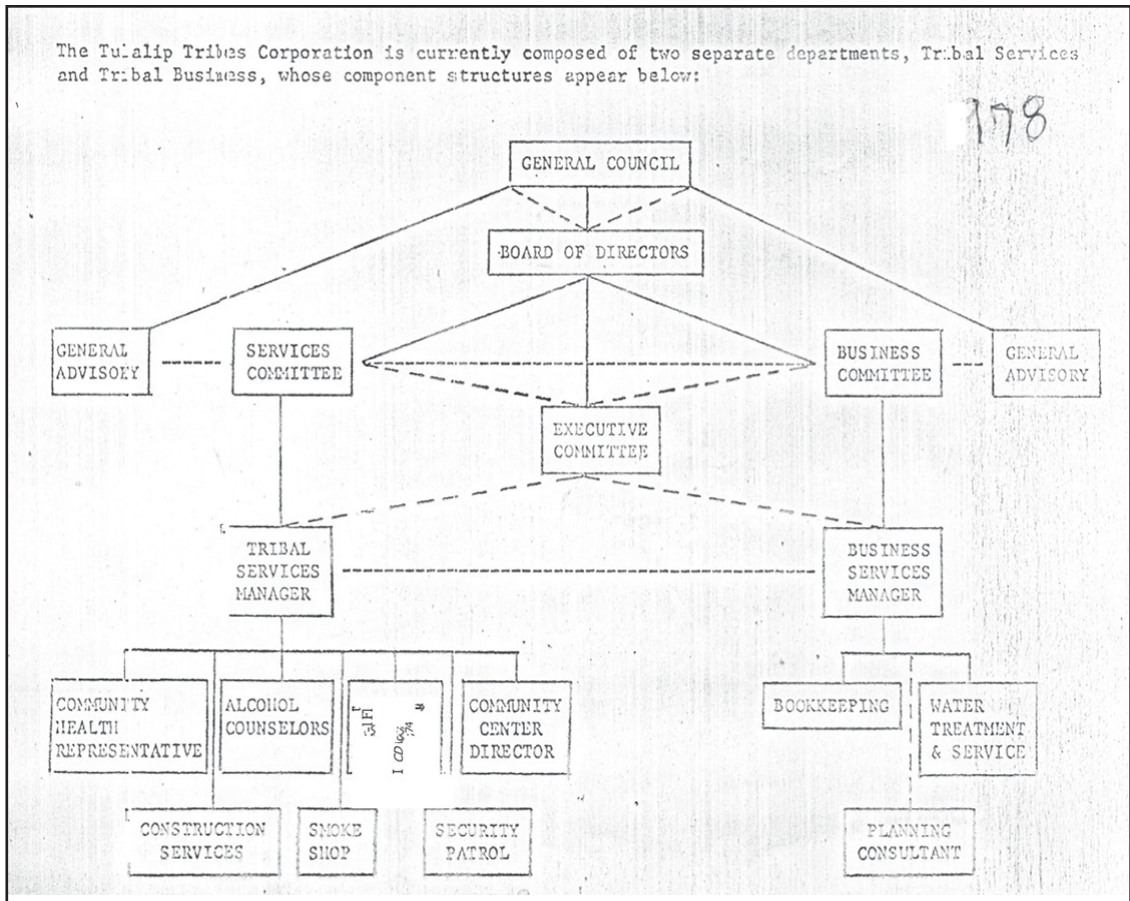 The Tulalip Tribes Corporation is currently composed of two separate departments, Tribal Services
and Tribal Business, whose component structures appear below:
178
GENERAL COUNCIL
BOARD OF DIRECTORS
GENERAL
ADVISORY
SERVICES
COMMITTEE
BUSINESS
COMMITTEE
GENERAL
ADVISORY
EXECUTIVE
COMMITTEE
TRIBAL
SERVICES
MANAGER
BUSINESS
SERVICES
MANAGER
COMMUNITY
HEALTH
REPRESENTATIVE
ALCOHOL
COUNSELORS
COMMUNITY
CENTER
DIRECTOR
BOOKKEEPING
WATER
TREATMENT
& SERVICE
CONSTRUCTION
SERVICES
SMOKE
SHOP
SECURITY
PATROL
PLANNING
CONSULTANT